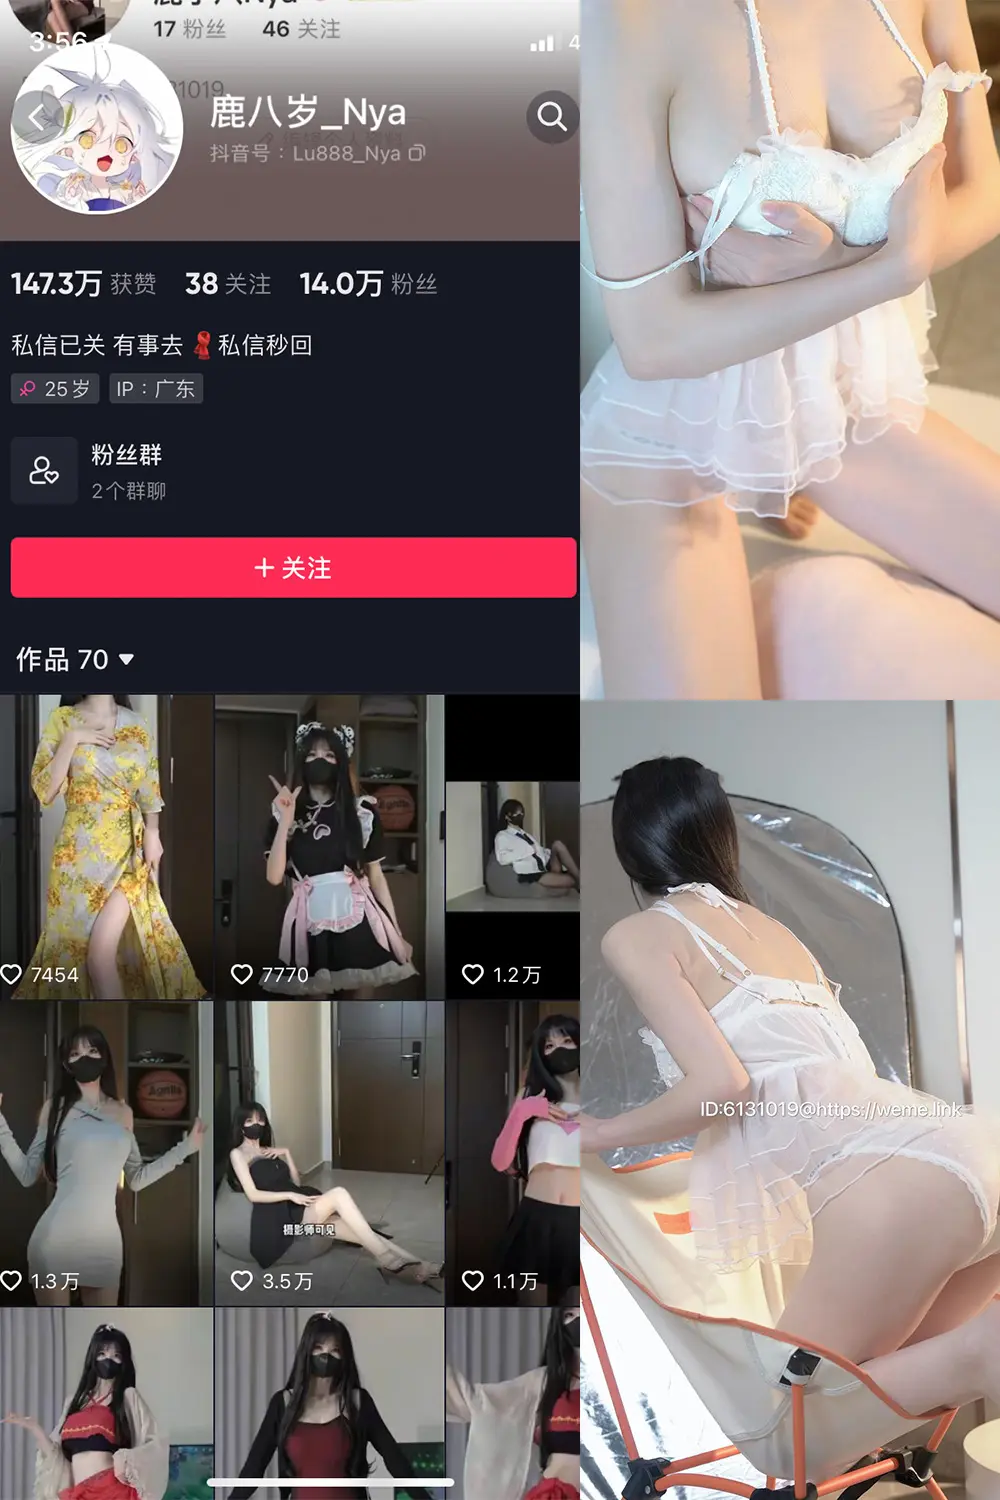 3:56
17 粉丝 46 关注
鹿八岁_Nya
抖音号：Lu888_Nya
147.3万 获赞 38 关注 14.0万 粉丝
私信已关 有事去 私信秒回
25岁 IP：广东
粉丝群
2个群聊
+ 关注
作品 70
7454
7770
1.2万
1.3万
摄影师可见
3.5万
1.1万
ID:6131019@https://weme.link